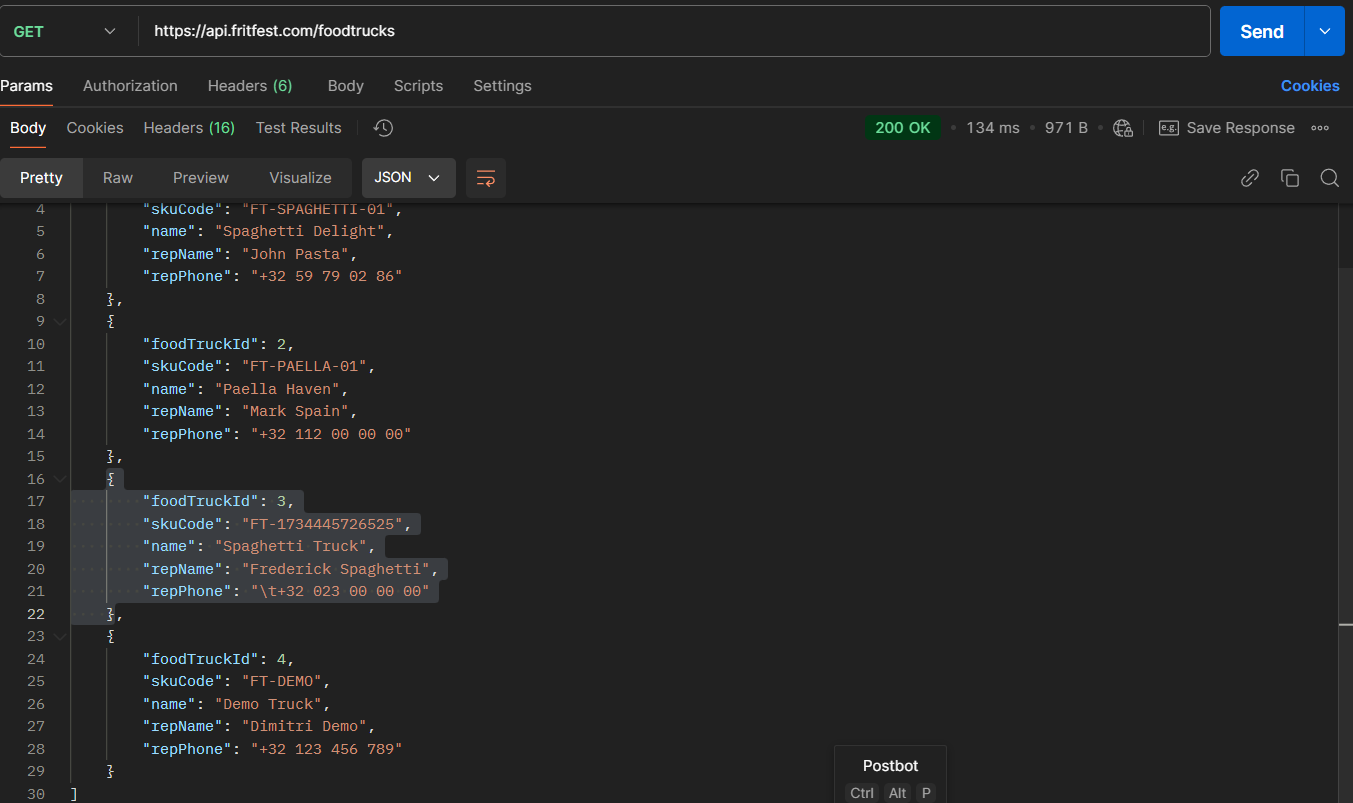 GET https://api.fritfest.com/foodtrucks Send
Params Authorization Headers (6) Body Scripts Settings Cookies
Body Cookies Headers (16) Test Results 200 OK 134 ms 971 B e.g. Save Response
Pretty Raw Preview Visualize JSON
4 "skuCode": "FT-SPAGHETTI-01",
5 "name": "Spaghetti Delight",
6 "repName": "John Pasta",
7 "repPhone": "+32 59 79 02 86"
8 },
9 {
10 "foodTruckId": 2,
11 "skuCode": "FT-PAELLA-01",
12 "name": "Paella Haven",
13 "repName": "Mark Spain",
14 "repPhone": "+32 112 00 00 00"
15 },
16 {
17 "foodTruckId": 3,
18 "skuCode": "FT-1734445726525",
19 "name": "Spaghetti Truck",
20 "repName": "Frederick Spaghetti",
21 "repPhone": "\t+32 023 00 00 00"
22 },
23 {
24 "foodTruckId": 4,
25 "skuCode": "FT-DEMO",
26 "name": "Demo Truck",
27 "repName": "Dimitri Demo",
28 "repPhone": "+32 123 456 789"
29 }
30 ]
Postbot
Ctrl Alt P